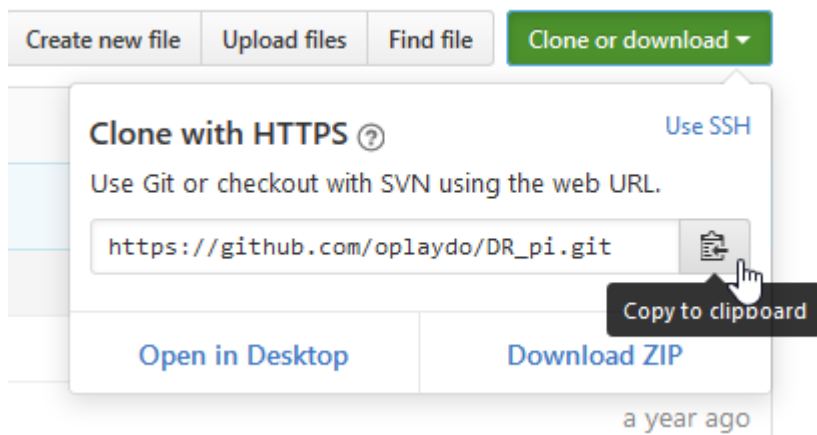 Create new file Upload files Find file Clone or download
Clone with HTTPS ? Use SSH
Use Git or checkout with SVN using the web URL.
https://github.com/oplaydo/DR_pi.git
Copy to clipboard
Open in Desktop Download ZIP
a year ago